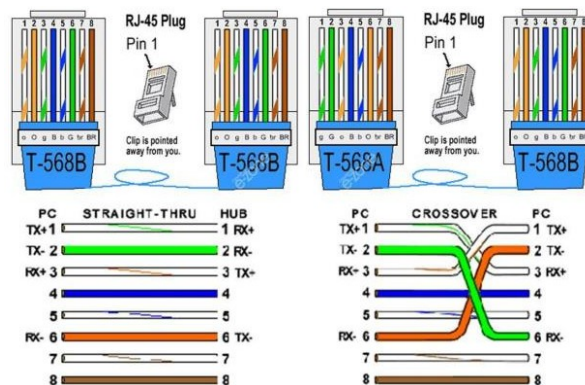 1 2 3 4 5 6 7 8
RJ-45 Plug
Pin 1
Clip is pointed
away from you.
o O g B b G br BR
T-568B
1 2 3 4 5 6 7 8
o O g B b G br BR
T-568B
1 2 3 4 5 6 7 8
T-568A
RJ-45 Plug
Pin 1
Clip is pointed
away from you.
1 2 3 4 5 6 7 8
o O g B b G br BR
T-568B
PC STRAIGHT-THRU HUB
TX+ 1 1 RX+
TX- 2 2 RX-
RX+ 3 3 TX+
4 4
5 5
RX- 6 6 TX-
7 7
8 8
PC CROSSOVER PC
TX+ 1 1 TX+
TX- 2 2 TX-
RX+ 3 3 RX+
4 4
5 5
RX- 6 6 RX-
7 7
8 8